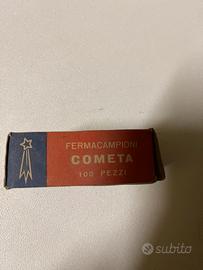 FERMACAMPIONI
COMETA
100 PEZZI
subito